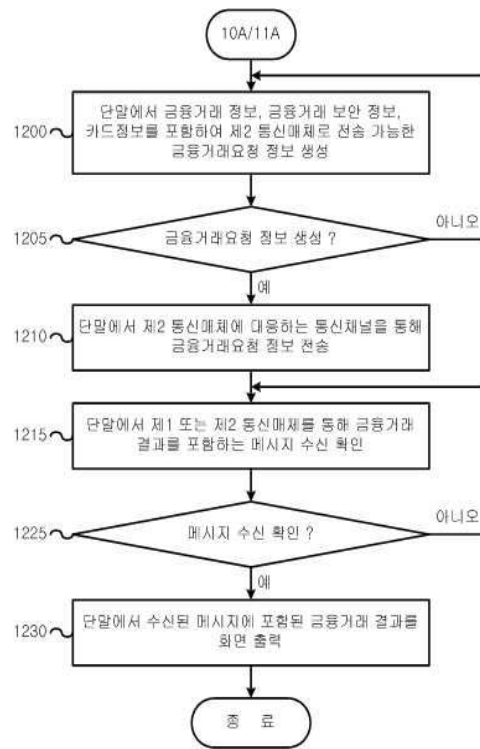 10A/11A
단말에서 금융거래 정보, 금융거래 보안 정보,
카드정보를 포함하여 제2 통신매체로 전송 가능한
금융거래요청 정보 생성
1200
금융거래요청 정보 생성 ?
1205
아니오
예
단말에서 제2 통신매체에 대응하는 통신채널을 통해
금융거래요청 정보 전송
1210
단말에서 제1 또는 제2 통신매체를 통해 금융거래
결과를 포함하는 메시지 수신 확인
1215
메시지 수신 확인 ?
1225
아니오
예
단말에서 수신된 메시지에 포함된 금융거래 결과를
화면 출력
1230
종 료